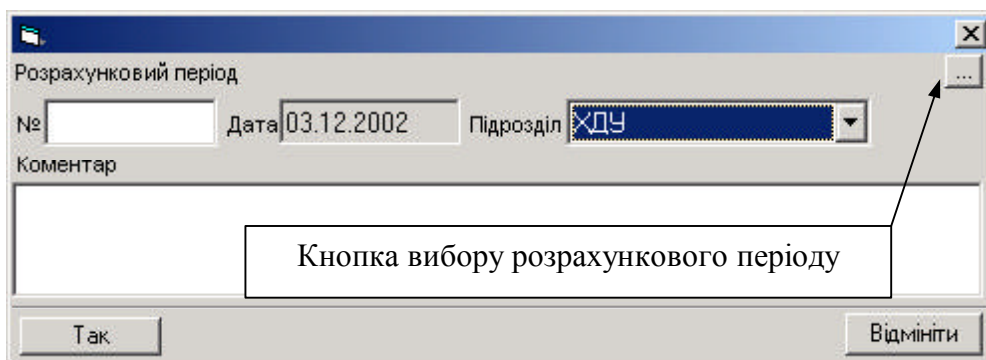 Розрахунковий період ...
№ Дата 03.12.2002 Підрозділ ХДУ
Коментар
Кнопка вибору розрахункового періоду
Так Відмініти